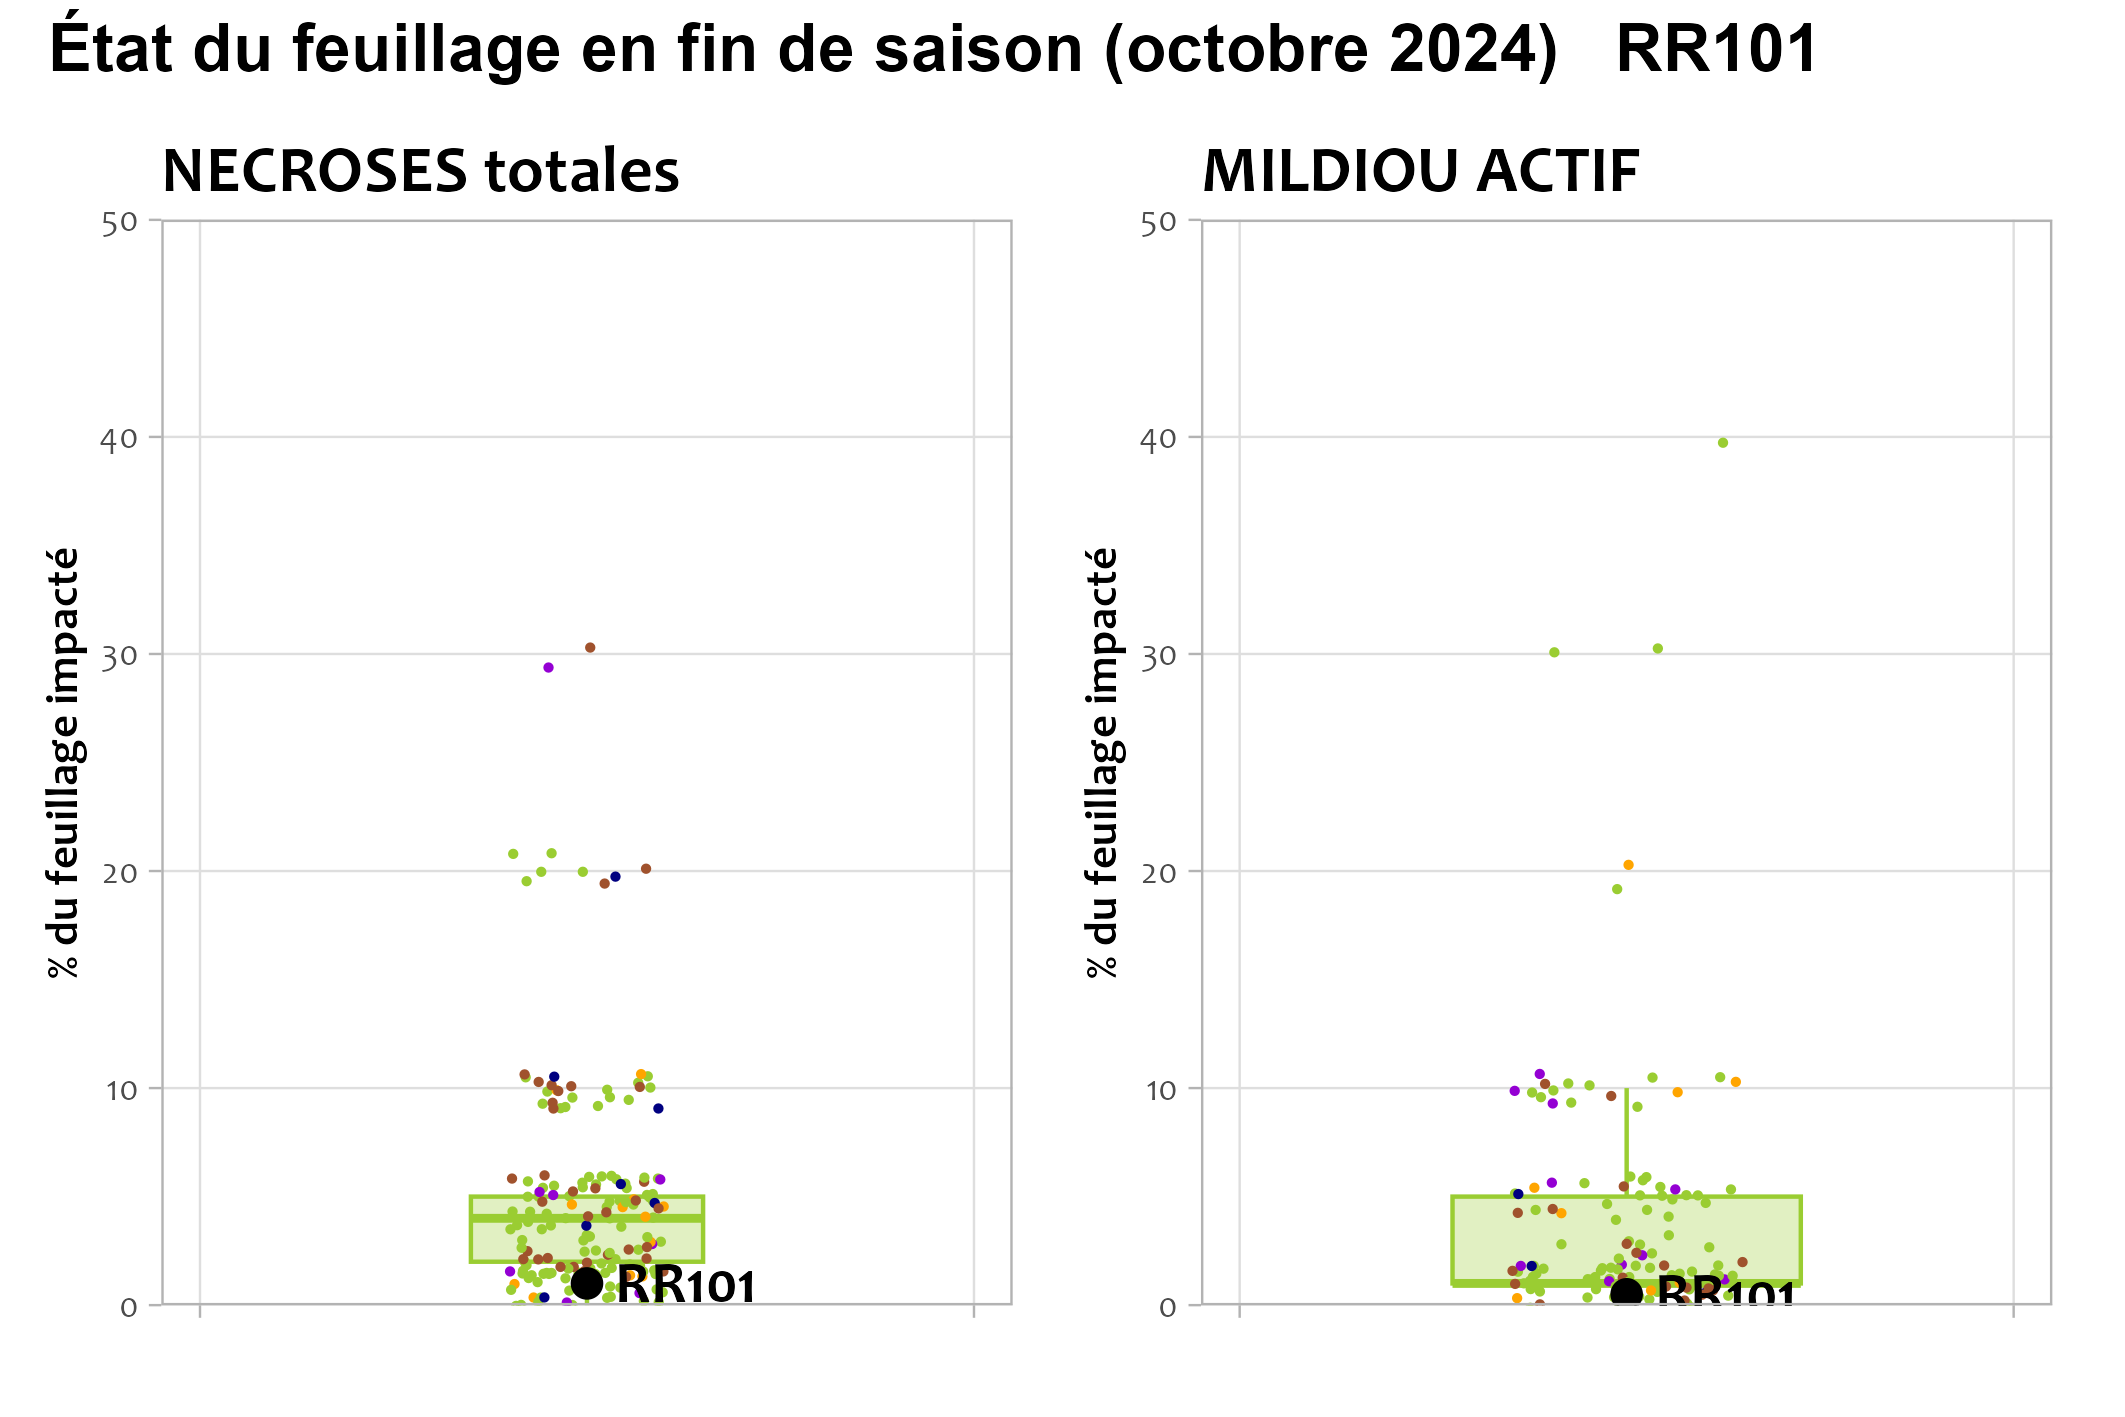 État du feuillage en fin de saison (octobre 2024) RR101
NECROSES totales
MILDIOU ACTIF
% du feuillage impacté
50
40
30
20
10
0
RR101
% du feuillage impacté
50
40
30
20
10
0
RR101